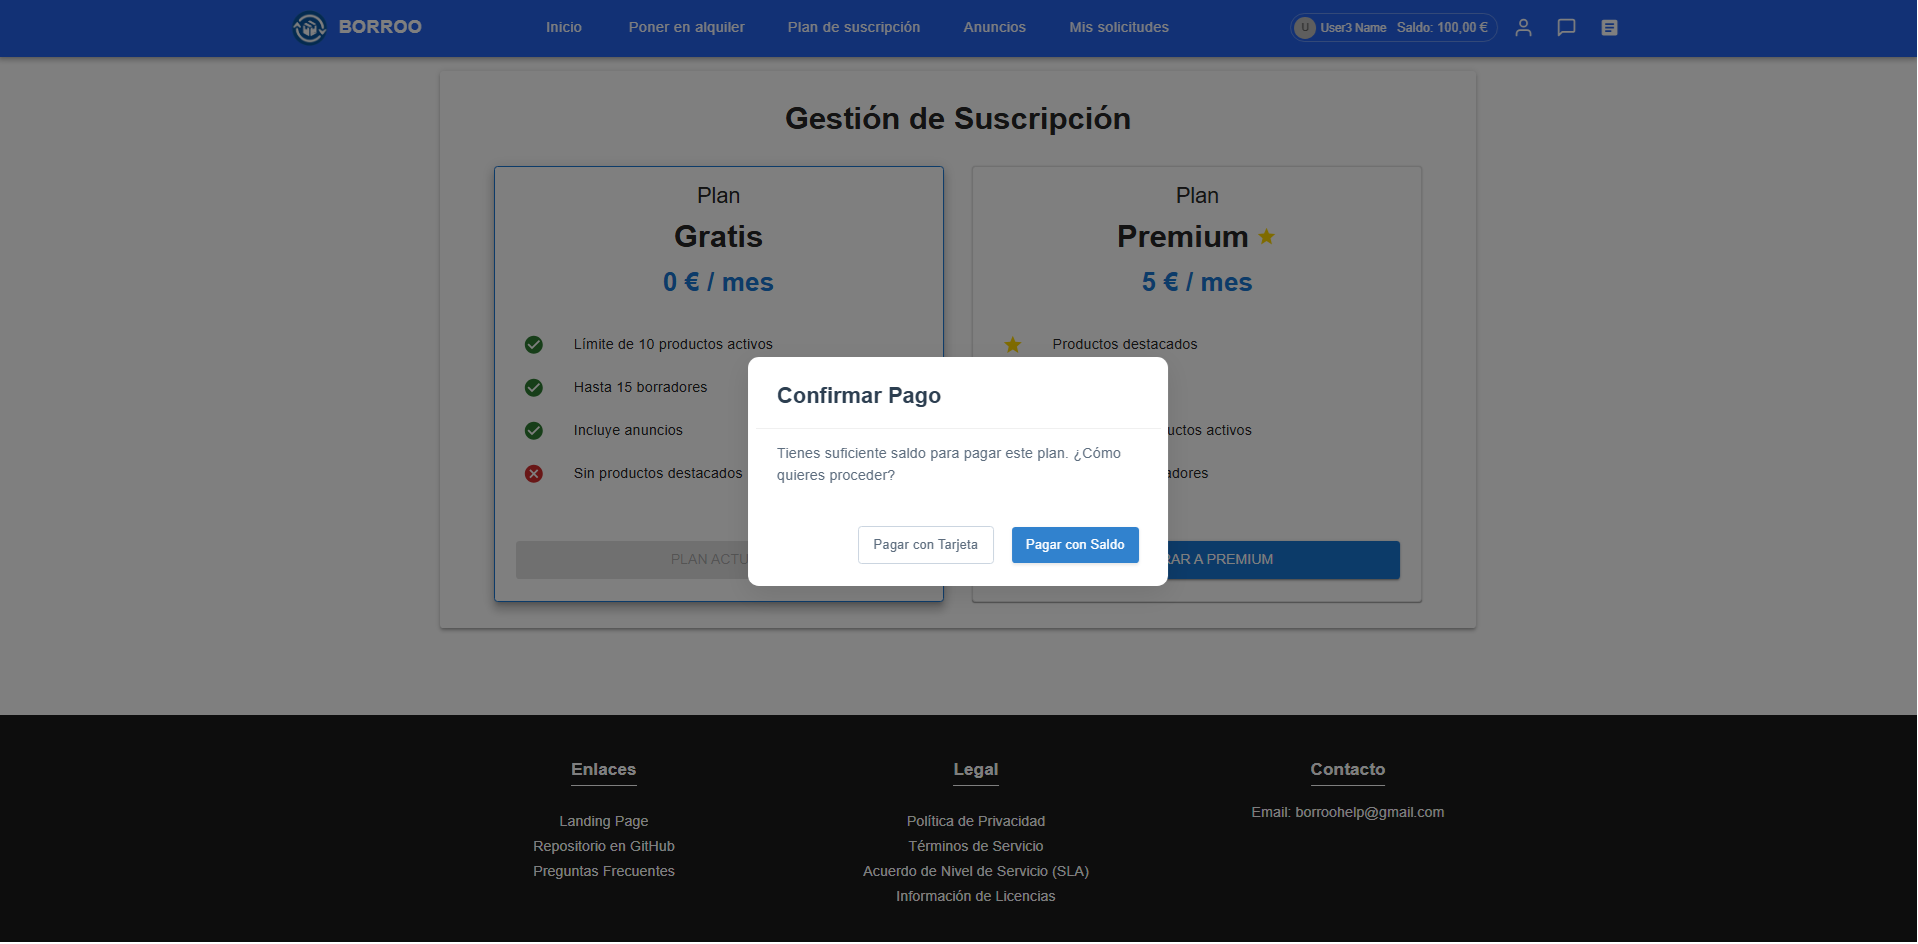 BORROO
Inicio
Poner en alquiler
Plan de suscripción
Anuncios
Mis solicitudes
U
User3 Name
Saldo: 100,00 €
Gestión de Suscripción
Plan
Gratis
0 € / mes
Límite de 10 productos activos
Hasta 15 borradores
Incluye anuncios
Sin productos destacados
PLAN ACTU
Plan
Premium
5 € / mes
Productos destacados
uctos activos
adores
RAR A PREMIUM
Confirmar Pago
Tienes suficiente saldo para pagar este plan. ¿Cómo
quieres proceder?
Pagar con Tarjeta
Pagar con Saldo
Enlaces
Landing Page
Repositorio en GitHub
Preguntas Frecuentes
Legal
Política de Privacidad
Términos de Servicio
Acuerdo de Nivel de Servicio (SLA)
Información de Licencias
Contacto
Email: borroohelp@gmail.com